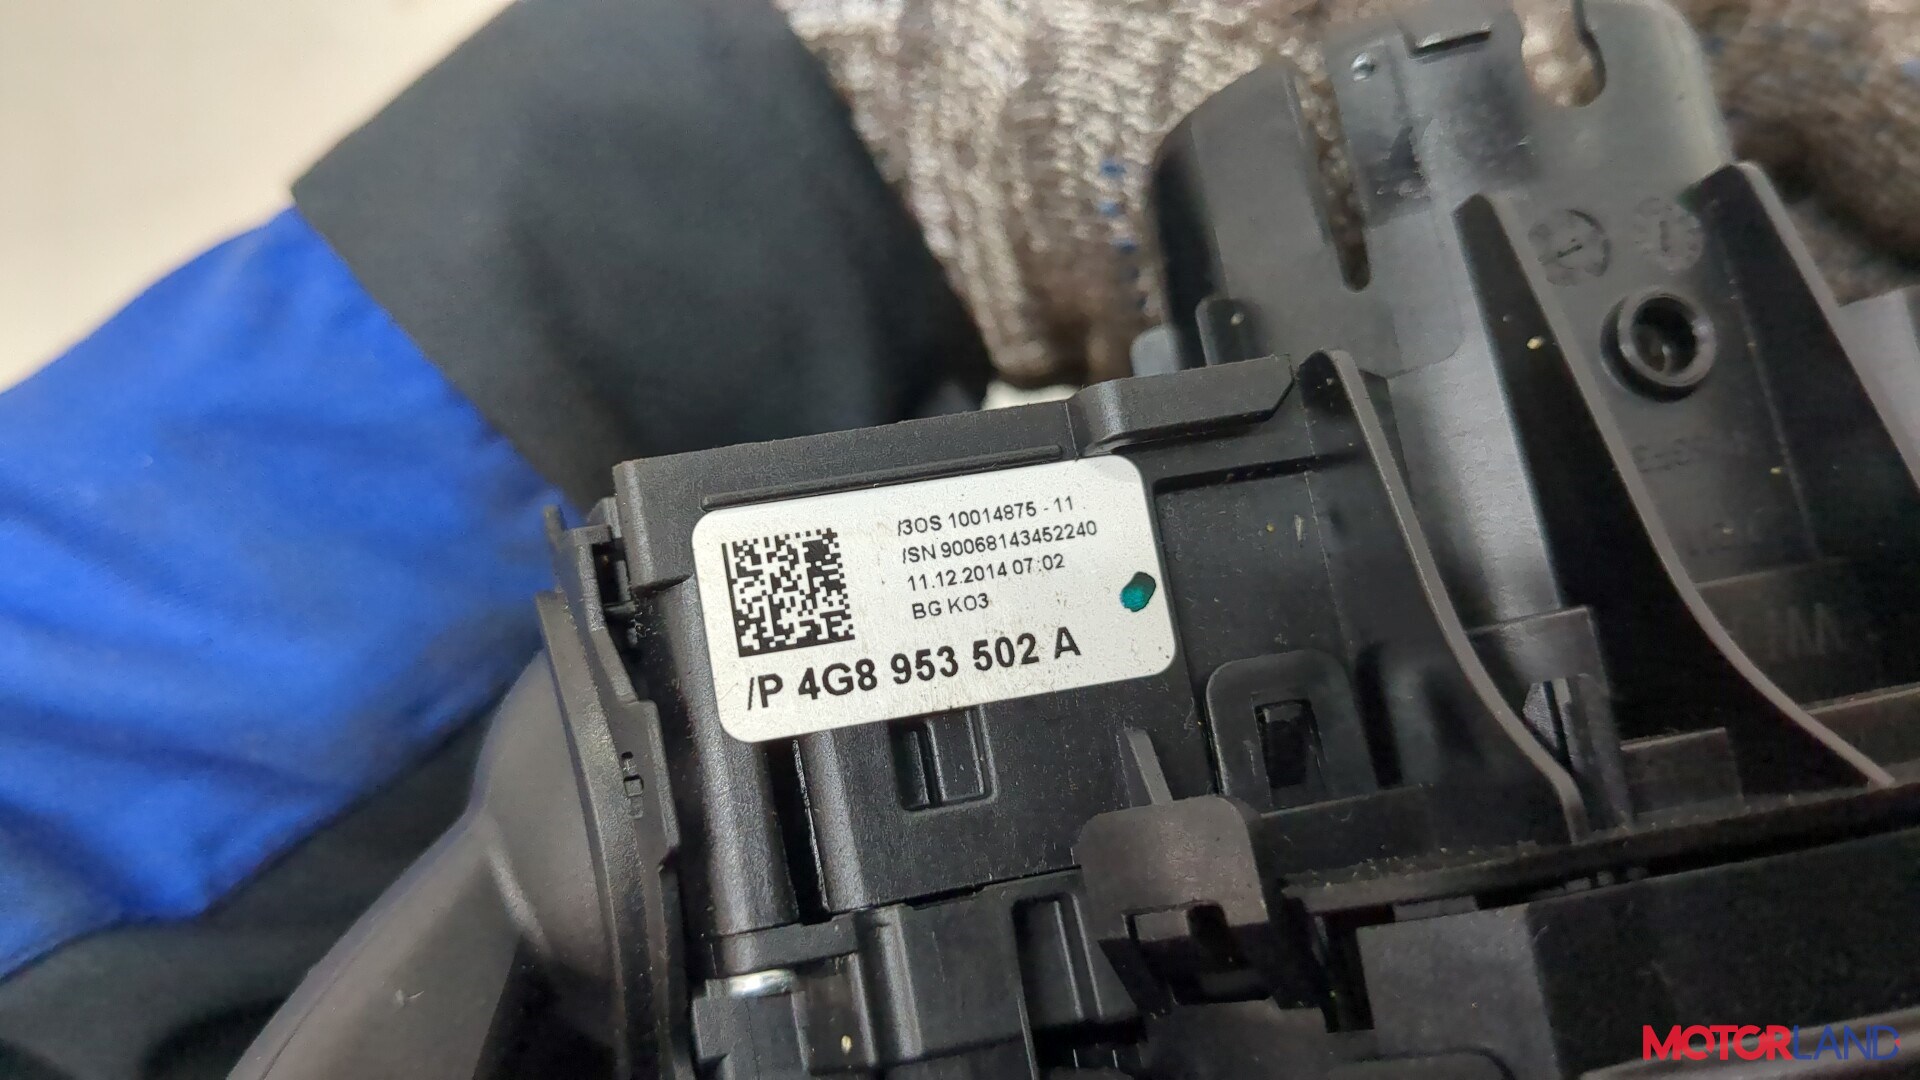 /3OS 10014875 - 11
/SN 90068143452240
11.12.2014 07:02
BG KO3
/P 4G8 953 502 A
MOTORLAND